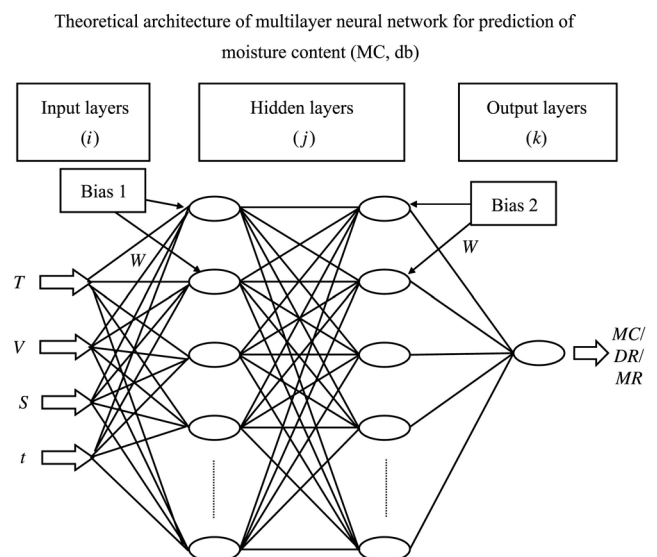 Theoretical architecture of multilayer neural network for prediction of
moisture content (MC, db)
Input layers
(i)
Hidden layers
(j)
Output layers
(k)
Bias 1
Bias 2
W
W
T
V
S
t
MC/
DR/
MR